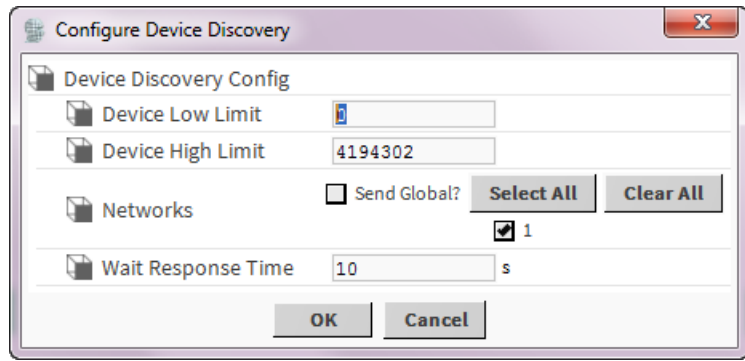 Configure Device Discovery
Device Discovery Config
Device Low Limit 0
Device High Limit 4194302
Networks Send Global? Select All Clear All
1
Wait Response Time 10 s
OK Cancel